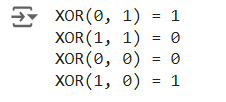 XOR(0, 1) = 1
XOR(1, 1) = 0
XOR(0, 0) = 0
XOR(1, 0) = 1